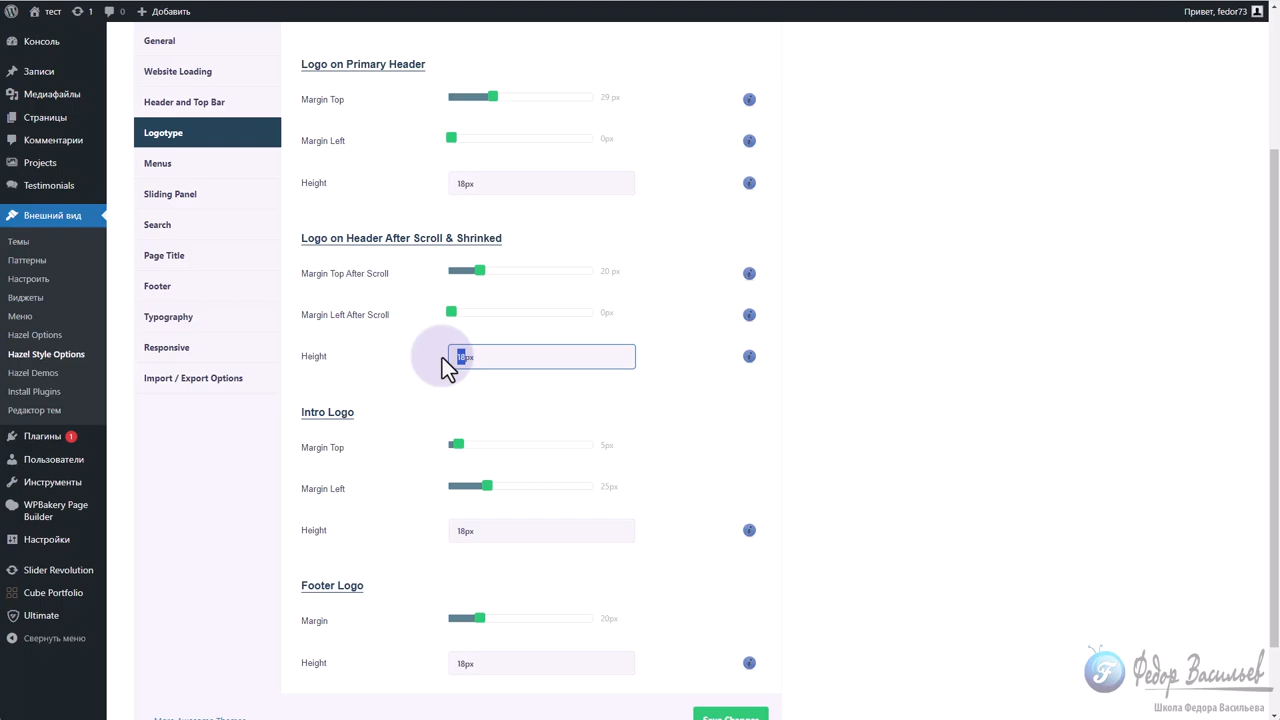 Тест
1
0
Добавить
Привет, fedor73
Консоль
Записи
Медиафайлы
Страницы
Комментарии
Projects
Testimonials
Внешний вид
Темы
Паттерны
Настроить
Виджеты
Меню
Hazel Options
Hazel Style Options
Hazel Demos
Install Plugins
Редактор тем
Плагины 1
Пользователи
Инструменты
WPBakery Page
Builder
Настройки
Slider Revolution
Cube Portfolio
Ultimate
Свернуть меню
General
Website Loading
Header and Top Bar
Logotype
Menus
Sliding Panel
Search
Page Title
Footer
Typography
Responsive
Import / Export Options
Logo on Primary Header
Margin Top
29 px
Margin Left
0px
Height
18px
Logo on Header After Scroll & Shrinked
Margin Top After Scroll
20 px
Margin Left After Scroll
0px
Height
18px
Intro Logo
Margin Top
5px
Margin Left
25px
Height
18px
Footer Logo
Margin
20px
Height
18px
More Awesome Themes
Save Changes
Федор Васильев
Школа Федора Васильева